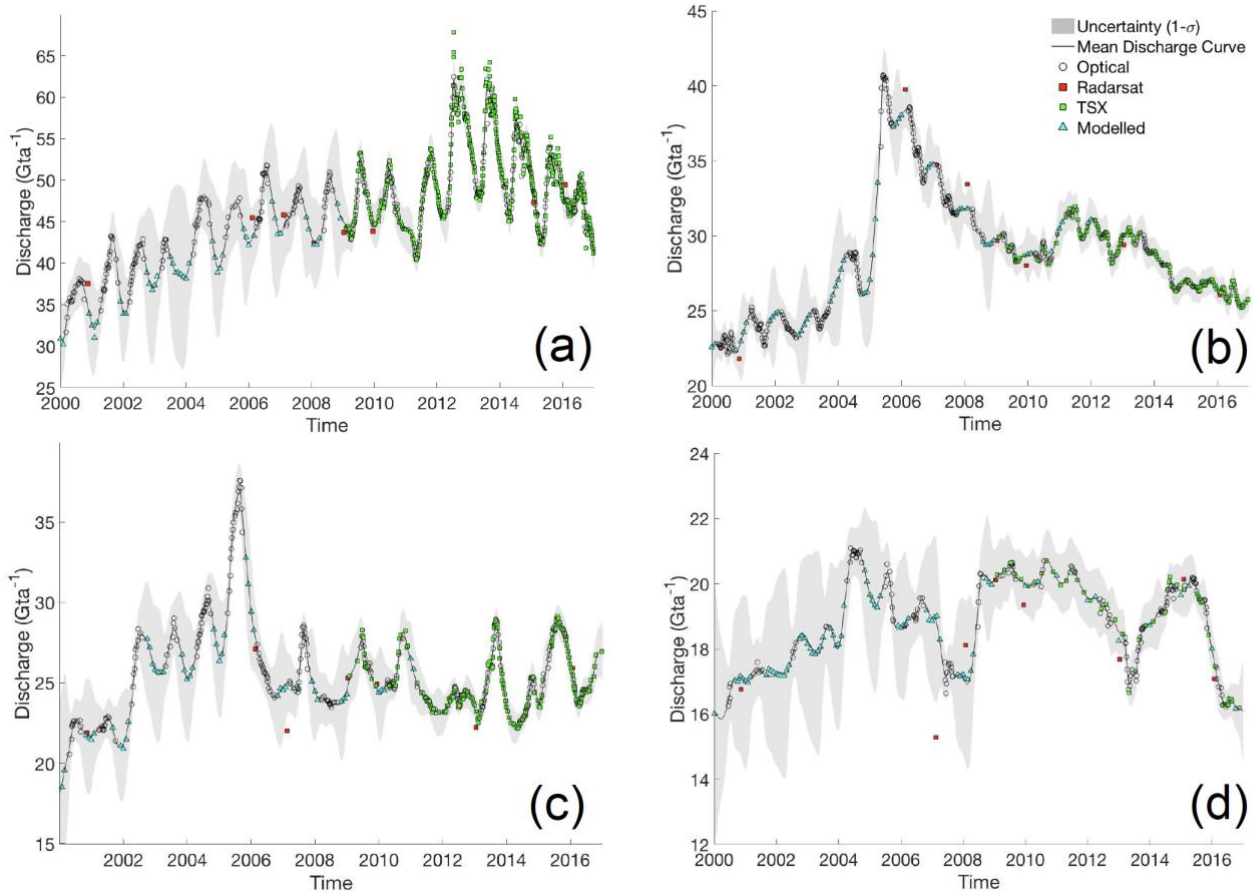 65
60
55
50
45
40
35
30
25
Discharge (Gta⁻¹)
2000 2002 2004 2006 2008 2010 2012 2014 2016
Time
(a)
45
40
35
30
25
20
Discharge (Gta⁻¹)
2000 2002 2004 2006 2008 2010 2012 2014 2016
Time
Uncertainty (1-σ)
Mean Discharge Curve
Optical
Radarsat
TSX
Modelled
(b)
35
30
25
20
15
Discharge (Gta⁻¹)
2002 2004 2006 2008 2010 2012 2014 2016
Time
(c)
24
22
20
18
16
14
12
Discharge (Gta⁻¹)
2000 2002 2004 2006 2008 2010 2012 2014 2016
Time
(d)